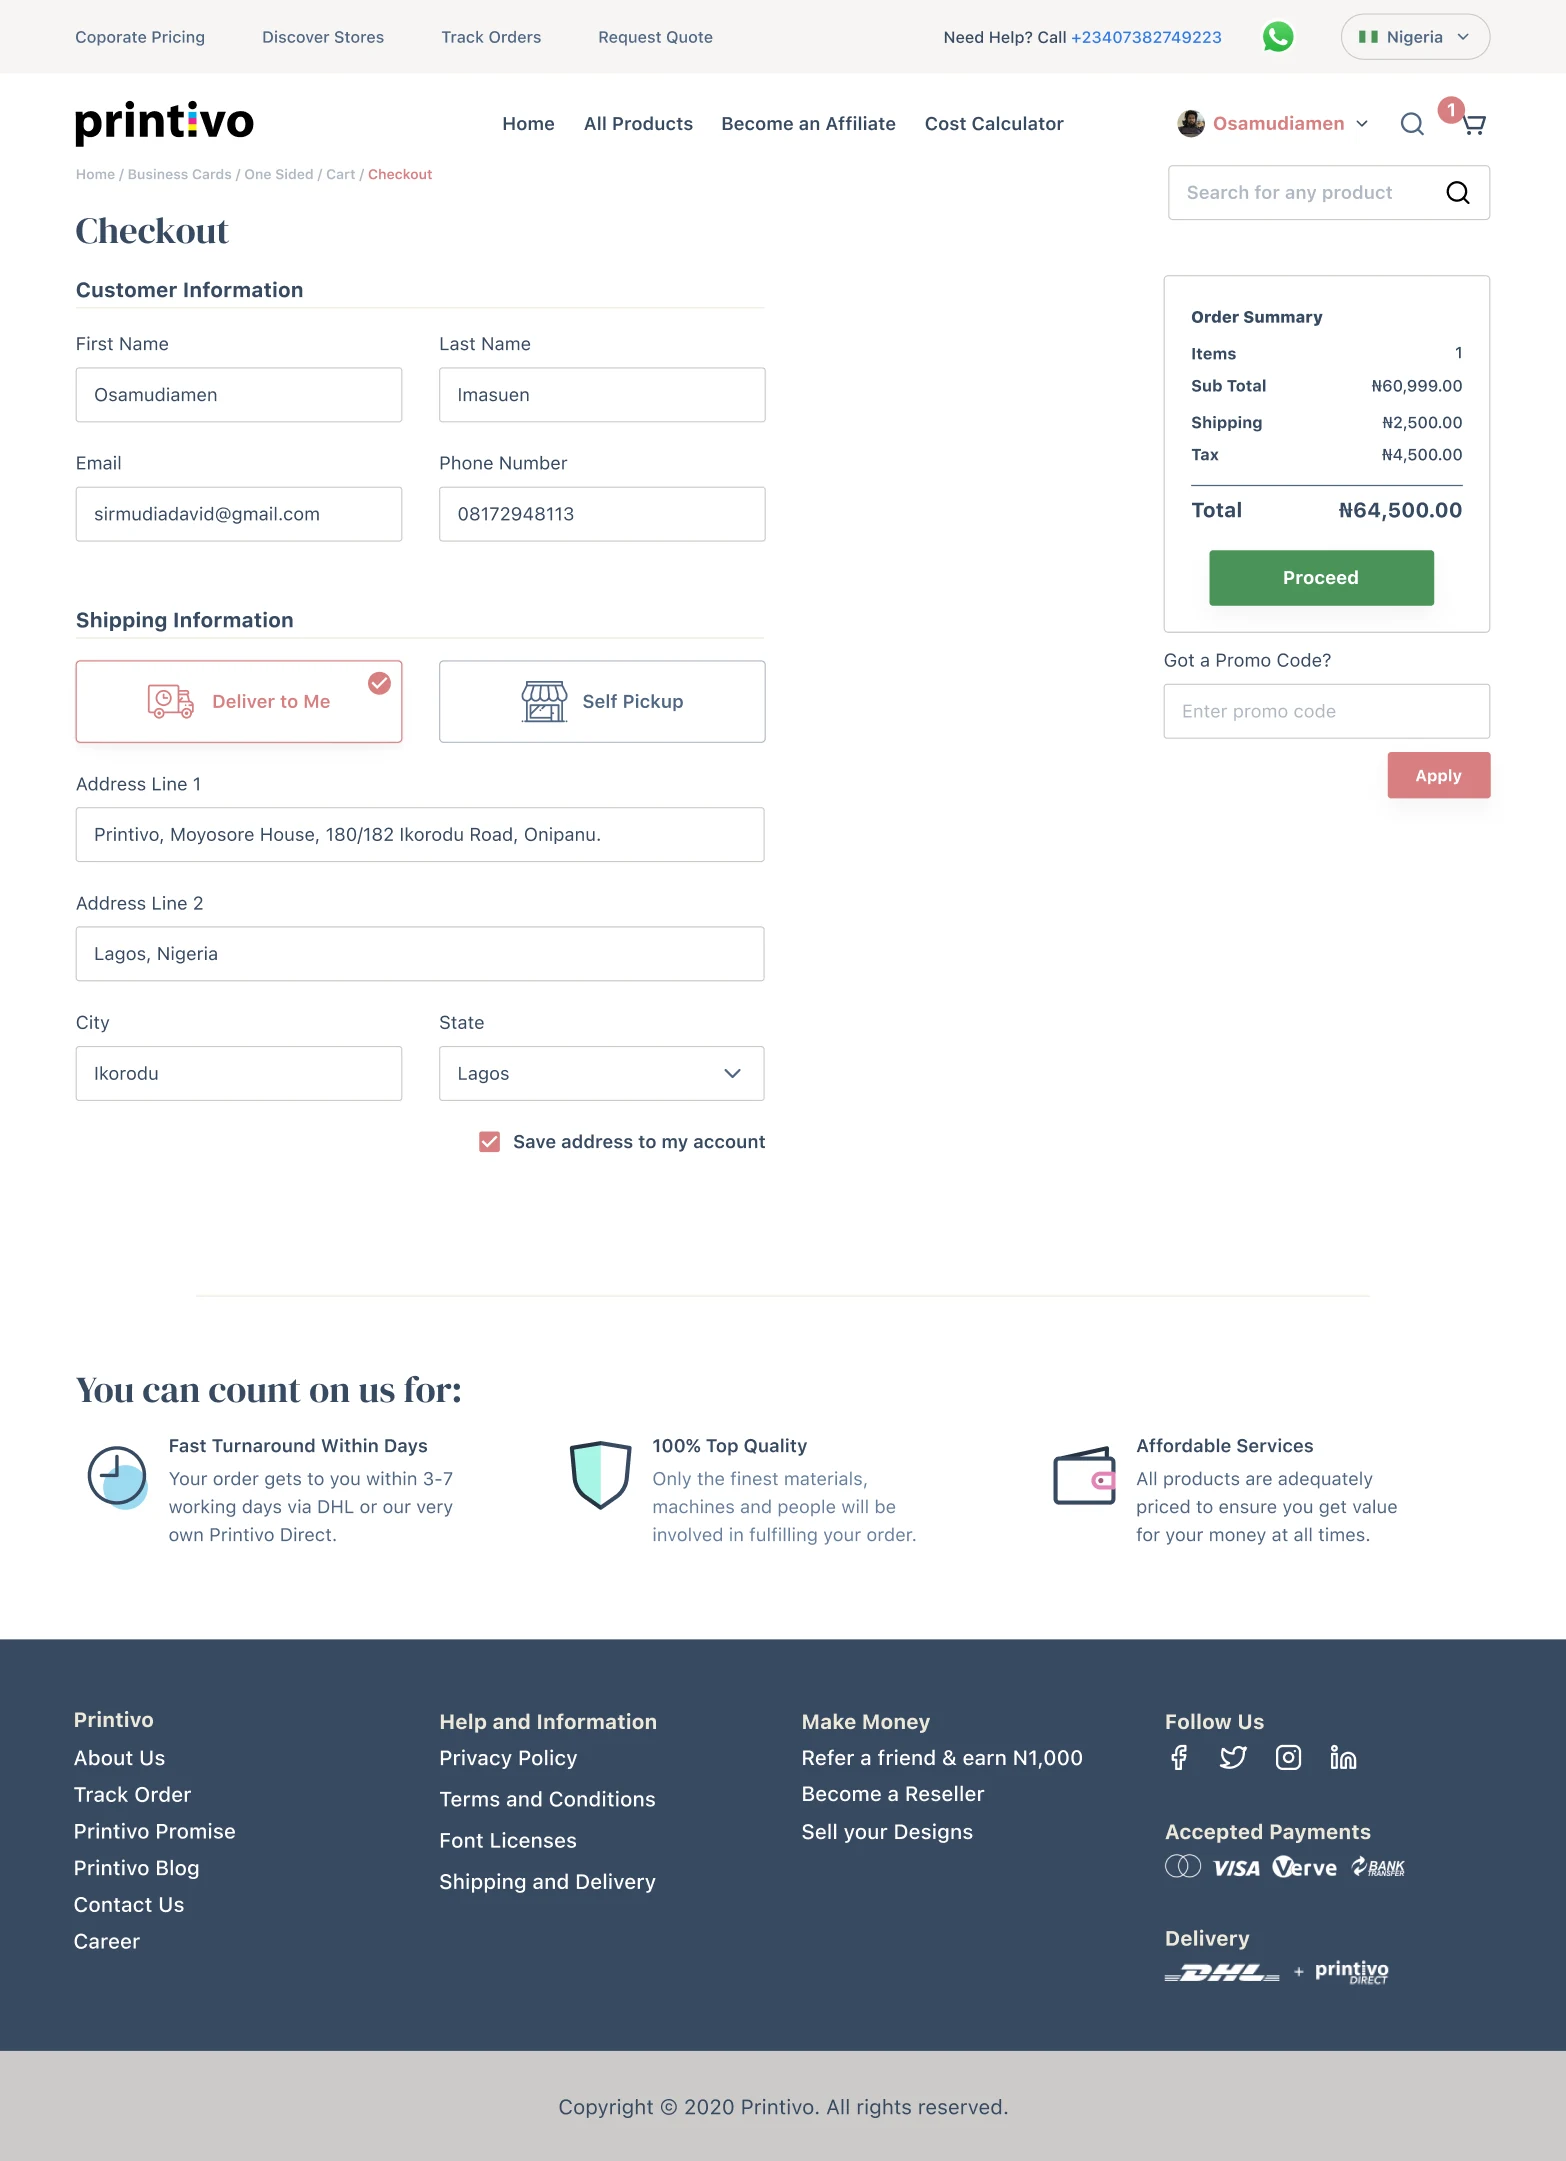 Coporate Pricing
Discover Stores
Track Orders
Request Quote
Need Help? Call +23407382749223
Nigeria
printivo
Home
All Products
Become an Affiliate
Cost Calculator
Osamudiamen
1
Home / Business Cards / One Sided / Cart / Checkout
Search for any product
Checkout
Customer Information
First Name
Last Name
Osamudiamen
Imasuen
Email
Phone Number
sirmudiadavid@gmail.com
08172948113
Shipping Information
Deliver to Me
Self Pickup
Address Line 1
Printivo, Moyosore House, 180/182 Ikorodu Road, Onipanu.
Address Line 2
Lagos, Nigeria
City
State
Ikorodu
Lagos
Save address to my account
Order Summary
Items 1
Sub Total ₦60,999.00
Shipping ₦2,500.00
Tax ₦4,500.00
Total ₦64,500.00
Proceed
Got a Promo Code?
Enter promo code
Apply
You can count on us for:
Fast Turnaround Within Days
Your order gets to you within 3-7
working days via DHL or our very
own Printivo Direct.
100% Top Quality
Only the finest materials,
machines and people will be
involved in fulfilling your order.
Affordable Services
All products are adequately
priced to ensure you get value
for your money at all times.
Printivo
About Us
Track Order
Printivo Promise
Printivo Blog
Contact Us
Career
Help and Information
Privacy Policy
Terms and Conditions
Font Licenses
Shipping and Delivery
Make Money
Refer a friend & earn N1,000
Become a Reseller
Sell your Designs
Follow Us
Accepted Payments
VISA
Verve
BANK
TRANSFER
Delivery
DHL + printivo
DIRECT
Copyright © 2020 Printivo. All rights reserved.